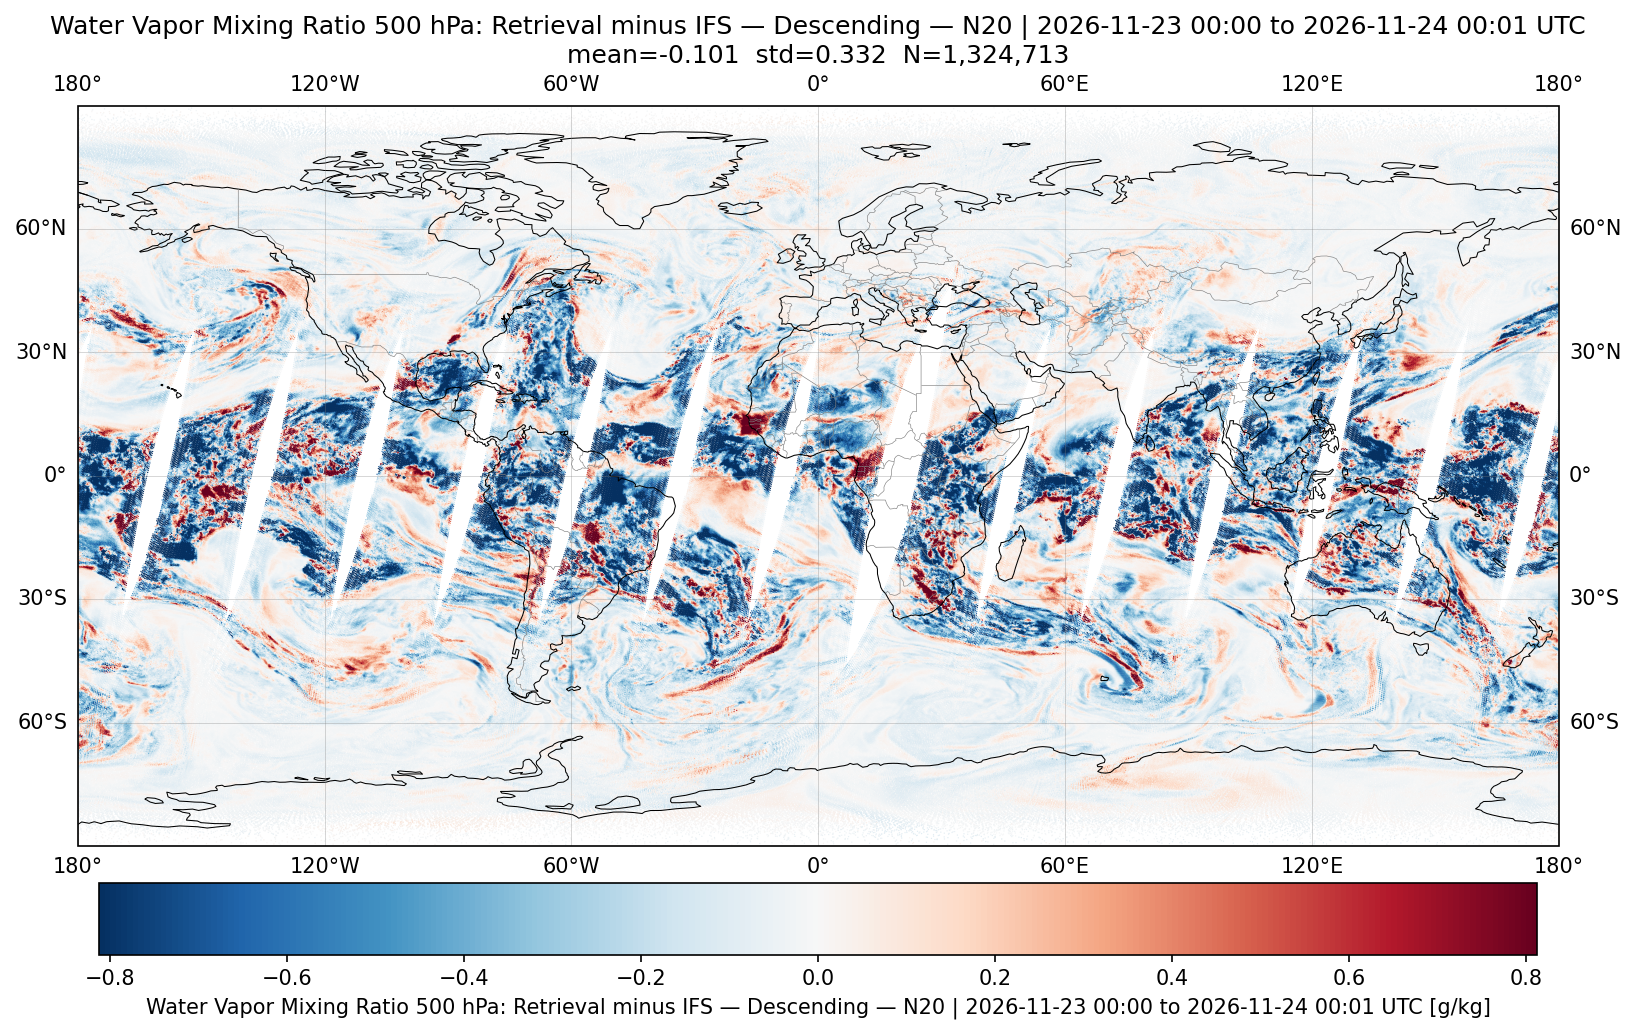 Water Vapor Mixing Ratio 500 hPa: Retrieval minus IFS — Descending — N20 | 2026-11-23 00:00 to 2026-11-24 00:01 UTC
mean=-0.101  std=0.332  N=1,324,713
180° 120°W 60°W 0° 60°E 120°E 180°
60°N 60°N
30°N 30°N
0° 0°
30°S 30°S
60°S 60°S
180° 120°W 60°W 0° 60°E 120°E 180°
−0.8 −0.6 −0.4 −0.2 0.0 0.2 0.4 0.6 0.8
Water Vapor Mixing Ratio 500 hPa: Retrieval minus IFS — Descending — N20 | 2026-11-23 00:00 to 2026-11-24 00:01 UTC [g/kg]